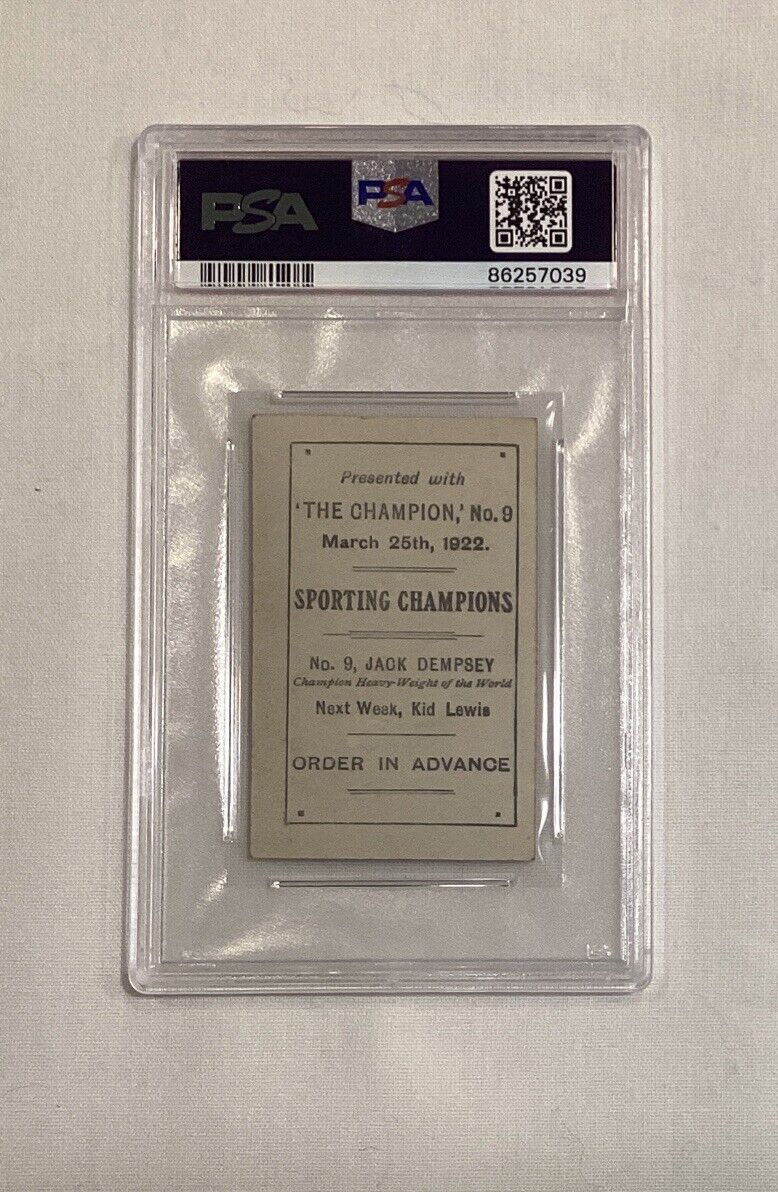 PSA
PSA
86257039
Presented with
'THE CHAMPION,' No. 9
March 25th, 1922.
SPORTING CHAMPIONS
No. 9, JACK DEMPSEY
Champion Heavy-Weight of the World
Next Week, Kid Lewis
ORDER IN ADVANCE